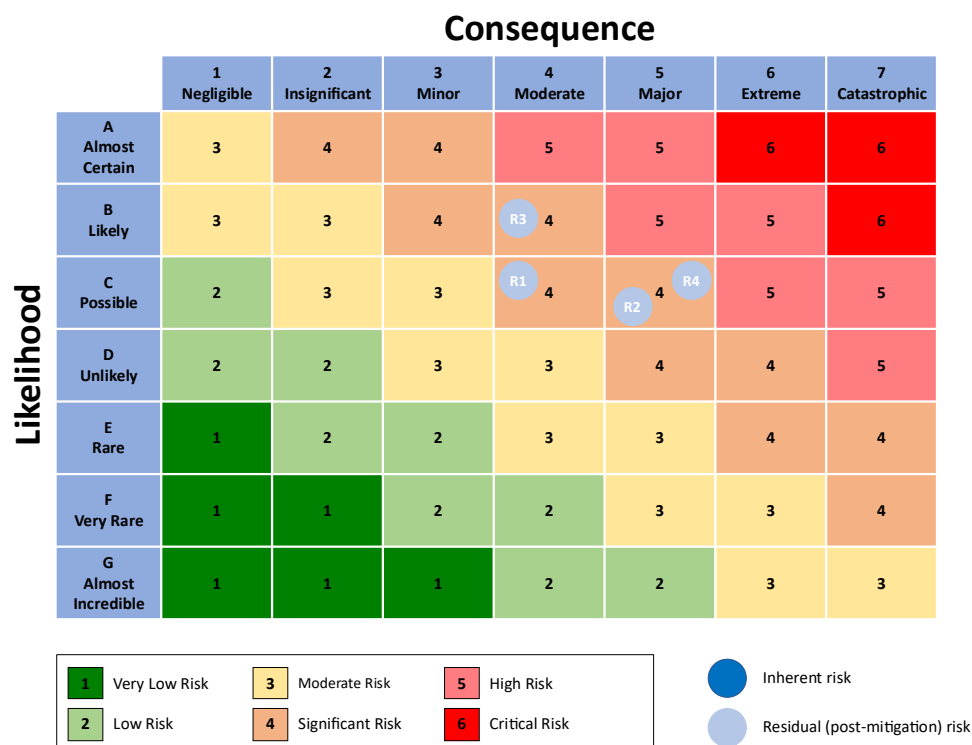 Consequence
1 2 3 4 5 6 7
Negligible Insignificant Minor Moderate Major Extreme Catastrophic
Likelihood
A
Almost
Certain
3 4 4 5 5 6 6
B
Likely
3 3 4 R3 4 5 5 6
C
Possible
2 3 3 R1 4 R2 4 R4 5 5
D
Unlikely
2 2 3 3 4 4 5
E
Rare
1 2 2 3 3 4 4
F
Very Rare
1 1 2 2 3 3 4
G
Almost
Incredible
1 1 1 2 2 3 3
1 Very Low Risk 3 Moderate Risk 5 High Risk
2 Low Risk 4 Significant Risk 6 Critical Risk
Inherent risk
Residual (post-mitigation) risk